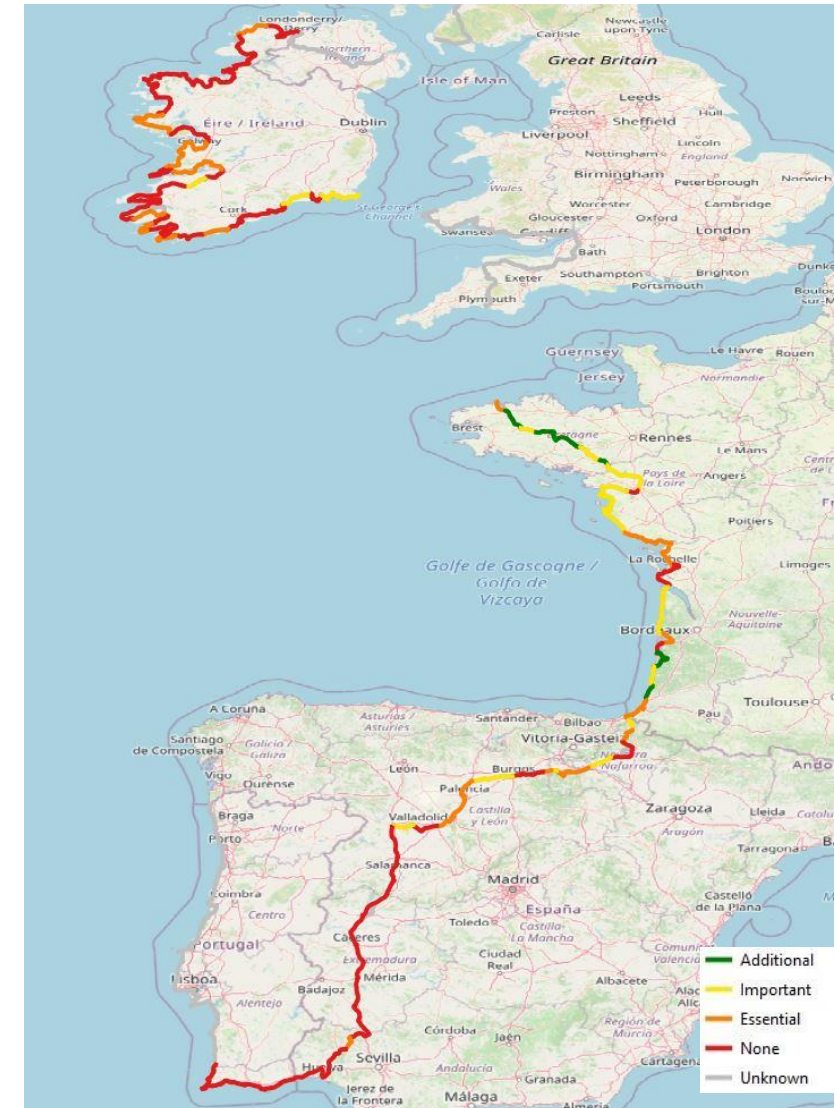 Londonderry/
Derry
Northern
Ireland
Newcastle
upon-Tyne
Carlisle
Great Britain
Isle of Man
Leeds
Preston
Hull
Éire / Ireland
Dublin
Liverpool
Sheffield
Galway
Lincoln
Nottingham
England
Birmingham
Peterborough
Norwich
Wales
Worcester
Cambridge
Cork
St George's
Channel
Gloucester
Oxford
Swansea
Cardiff
London
Bath
Exeter
Southampton
Brighton
Portsmouth
Plymouth
Guernsey
Jersey
Le Havre
Rouen
Normandie
Brest
Rennes
Le Mans
Pays de
la Loire
Angers
Poitiers
La Rochelle
Limoges
Golfe de Gascogne /
Golfo de
Vizcaya
Nouvelle-
Aquitaine
Bordeaux
Toulouse
A Coruña
Asturias /
Asturies
Santander
Bilbao
Pau
Santiago
de Compostela
Galicia /
Galiza
León
Vitoria-Gasteiz
Vigo
Ourense
Burgos
Palencia
Braga
Norte
Valladolid
Castilla
y León
Zaragoza
Lleida
Aragón
Porto
Salamanca
Tarragona
Coimbra
Centro
Madrid
España
Castelló
de la Plana
Toledo
Castilla-
La Mancha
Portugal
Cáceres
Extremadura
Ciudad
Real
Lisboa
Badajoz
Mérida
Albacete
Alentejo
Córdoba
Jaén
Región de
Murcia
Huelva
Sevilla
Andalucía
Granada
Jerez de
la Frontera
Málaga
Additional
Important
Essential
None
Unknown